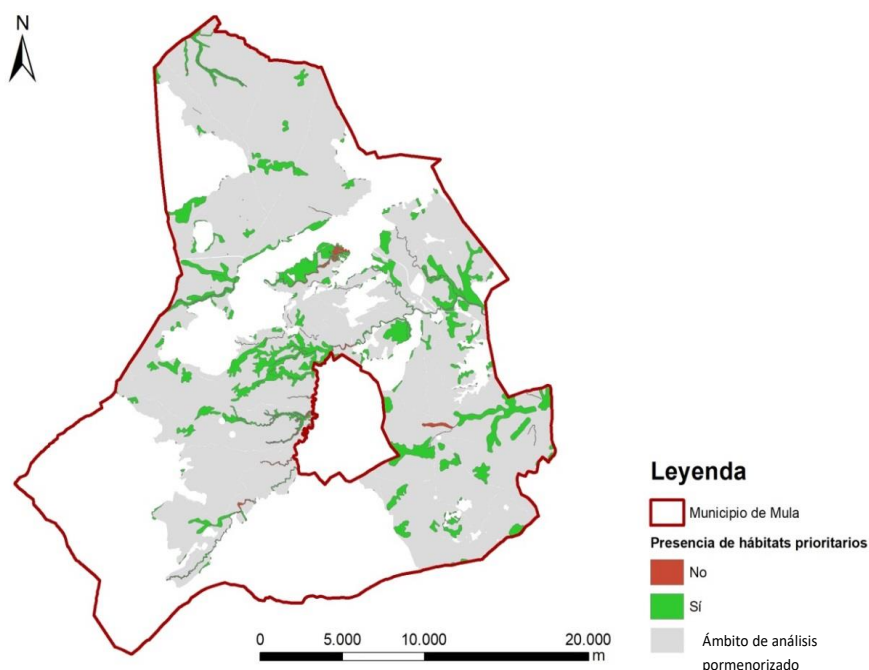 N
Leyenda
Municipio de Mula
Presencia de hábitats prioritarios
No
Sí
Ámbito de análisis
pormenorizado
0 5.000 10.000 20.000
m